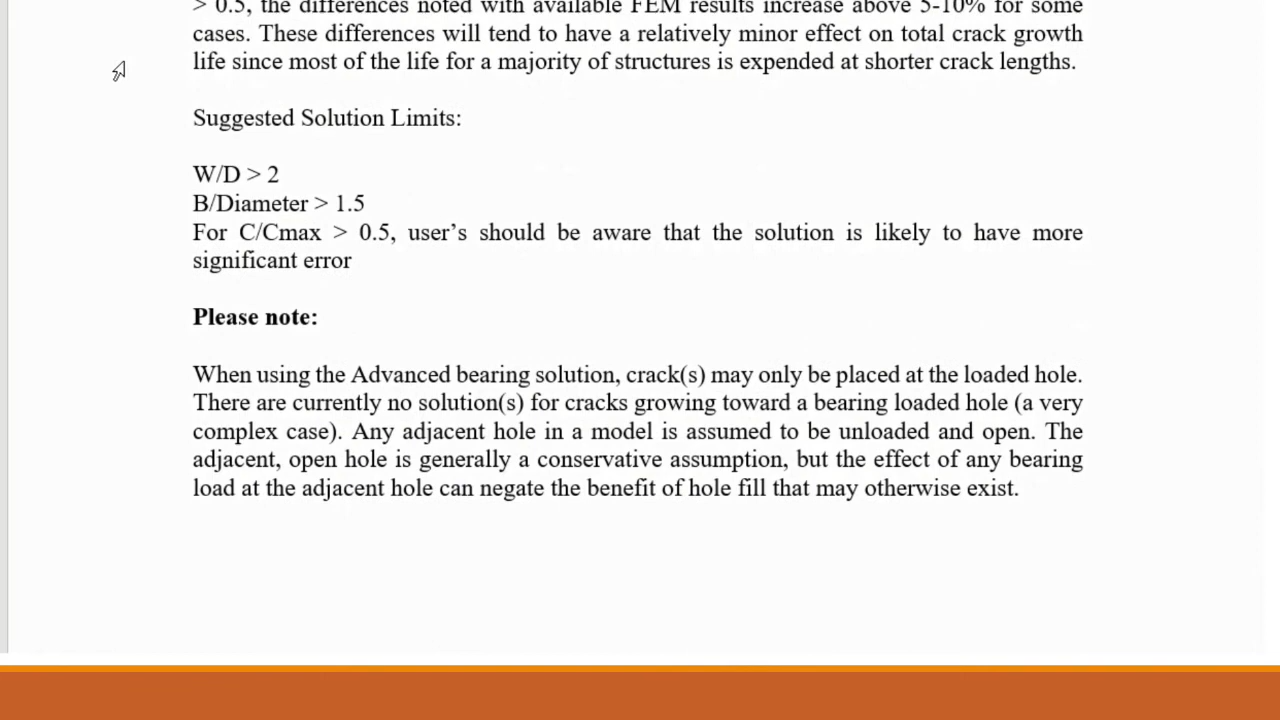 > 0.5, the differences noted with available FEM results increase above 5-10% for some
cases. These differences will tend to have a relatively minor effect on total crack growth
life since most of the life for a majority of structures is expended at shorter crack lengths.
Suggested Solution Limits:
W/D > 2
B/Diameter > 1.5
For C/Cmax > 0.5, user’s should be aware that the solution is likely to have more
significant error
Please note:
When using the Advanced bearing solution, crack(s) may only be placed at the loaded hole.
There are currently no solution(s) for cracks growing toward a bearing loaded hole (a very
complex case). Any adjacent hole in a model is assumed to be unloaded and open. The
adjacent, open hole is generally a conservative assumption, but the effect of any bearing
load at the adjacent hole can negate the benefit of hole fill that may otherwise exist.